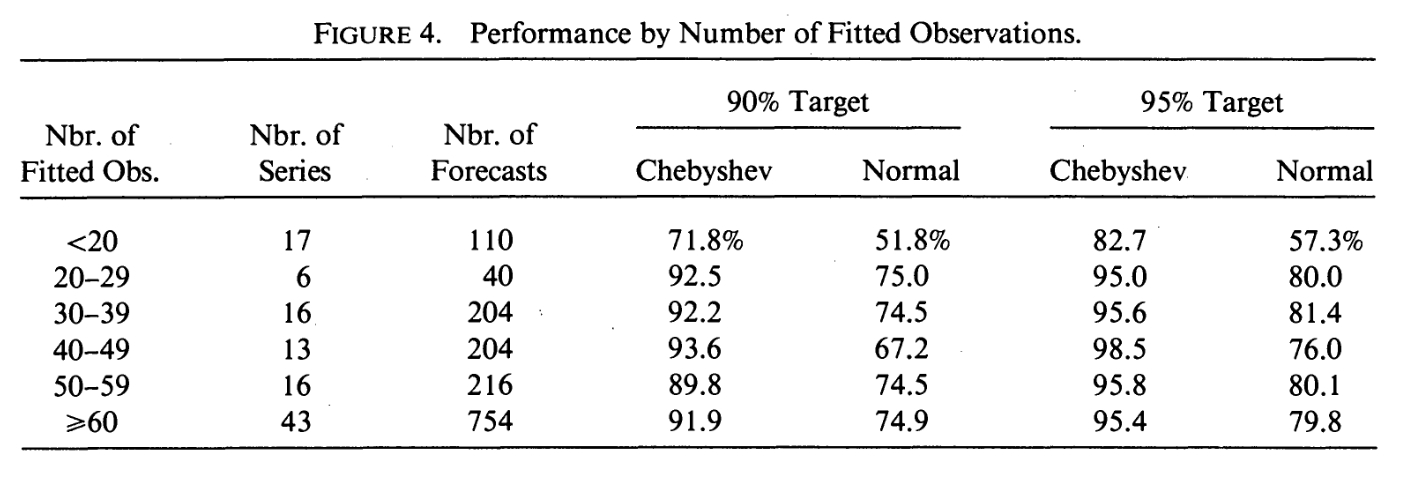 FIGURE 4. Performance by Number of Fitted Observations.
90% Target 95% Target
Nbr. of Nbr. of Nbr. of
Fitted Obs. Series Forecasts Chebyshev Normal Chebyshev Normal
<20 17 110 71.8% 51.8% 82.7 57.3%
20–29 6 40 92.5 75.0 95.0 80.0
30–39 16 204 92.2 74.5 95.6 81.4
40–49 13 204 93.6 67.2 98.5 76.0
50–59 16 216 89.8 74.5 95.8 80.1
⩾60 43 754 91.9 74.9 95.4 79.8